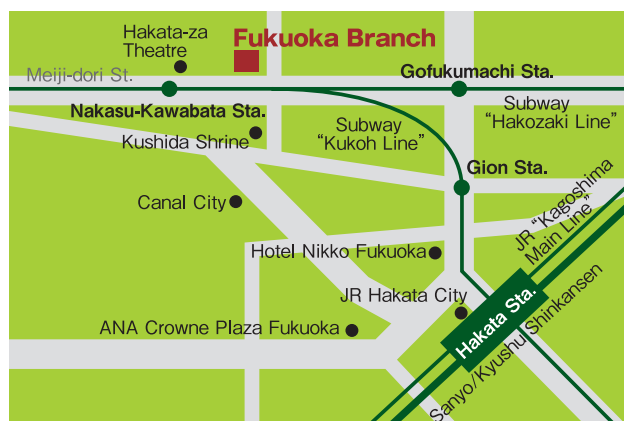 Hakata-za
Theatre
Fukuoka Branch
Meiji-dori St.
Gofukumachi Sta.
Nakasu-Kawabata Sta.
Subway
“Hakozaki Line”
Subway
“Kukoh Line”
Kushida Shrine
Gion Sta.
Canal City
JR “Kagoshima
Main Line”
Hotel Nikko Fukuoka
JR Hakata City
Hakata Sta.
Sanyo/Kyushu Shinkansen
ANA Crowne Plaza Fukuoka